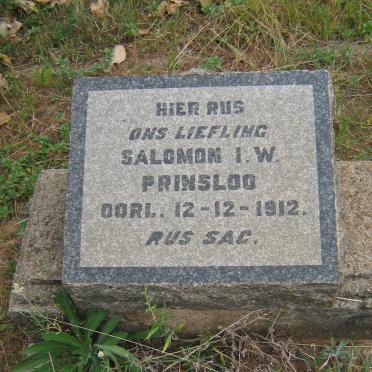 HIER RUS
ONS LIEFLING
SALOMON I. W.
PRINSLOO
OORL. 12-12-1912.
RUS SAC.